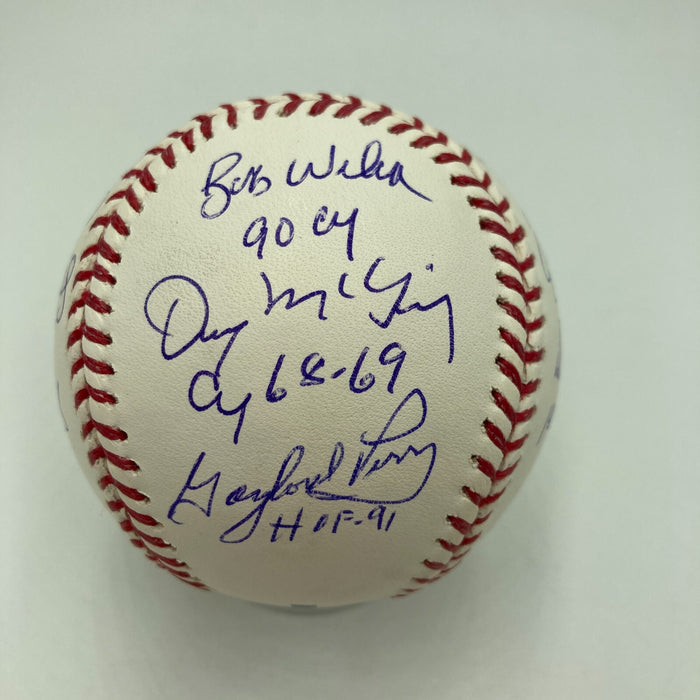 Bob Welch
90 Cy
Denny McLain
Cy 68-69
Gaylord Perry
HOF-91